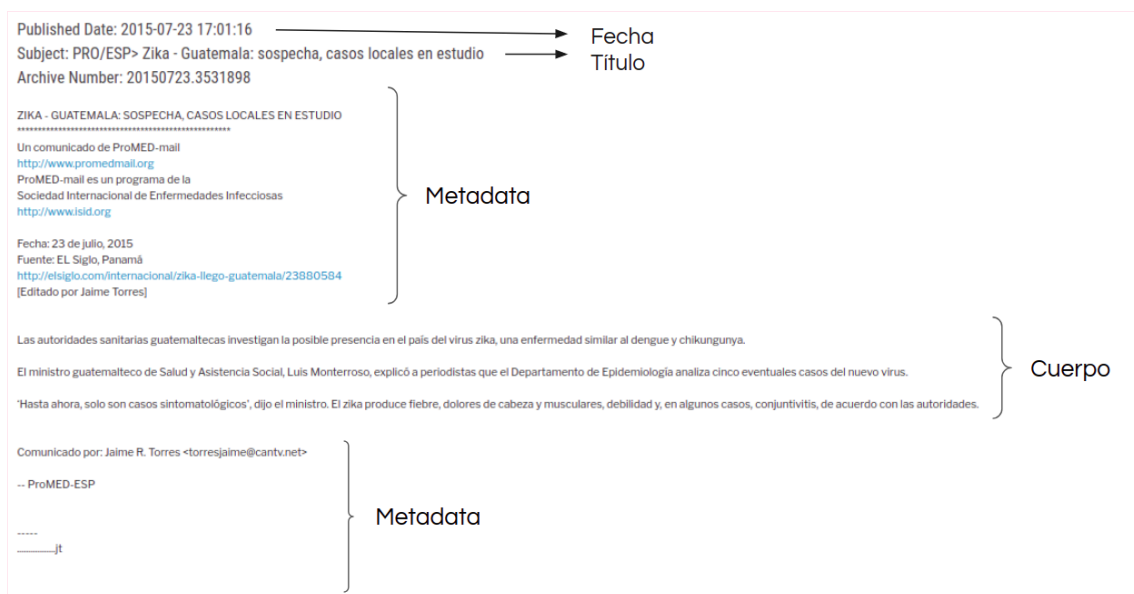 Published Date: 2015-07-23 17:01:16
Fecha
Subject: PRO/ESP> Zika - Guatemala: sospecha, casos locales en estudio
Título
Archive Number: 20150723.3531898
ZIKA - GUATEMALA: SOSPECHA, CASOS LOCALES EN ESTUDIO
****************************************************
Un comunicado de ProMED-mail
http://www.promedmail.org
ProMED-mail es un programa de la
Sociedad Internacional de Enfermedades Infecciosas
http://www.isid.org
Fecha: 23 de julio, 2015
Fuente: EL Siglo, Panamá
http://elsiglo.com/internacional/zika-llego-guatemala/23880584
[Editado por Jaime Torres]
Metadata
Las autoridades sanitarias guatemaltecas investigan la posible presencia en el país del virus zika, una enfermedad similar al dengue y chikungunya.
El ministro guatemalteco de Salud y Asistencia Social, Luis Monterroso, explicó a periodistas que el Departamento de Epidemiología analiza cinco eventuales casos del nuevo virus.
'Hasta ahora, solo son casos sintomatológicos', dijo el ministro. El zika produce fiebre, dolores de cabeza y musculares, debilidad y, en algunos casos, conjuntivitis, de acuerdo con las autoridades.
Cuerpo
Comunicado por: Jaime R. Torres <torresjaime@cantv.net>
-- ProMED-ESP
-----
..................jt
Metadata